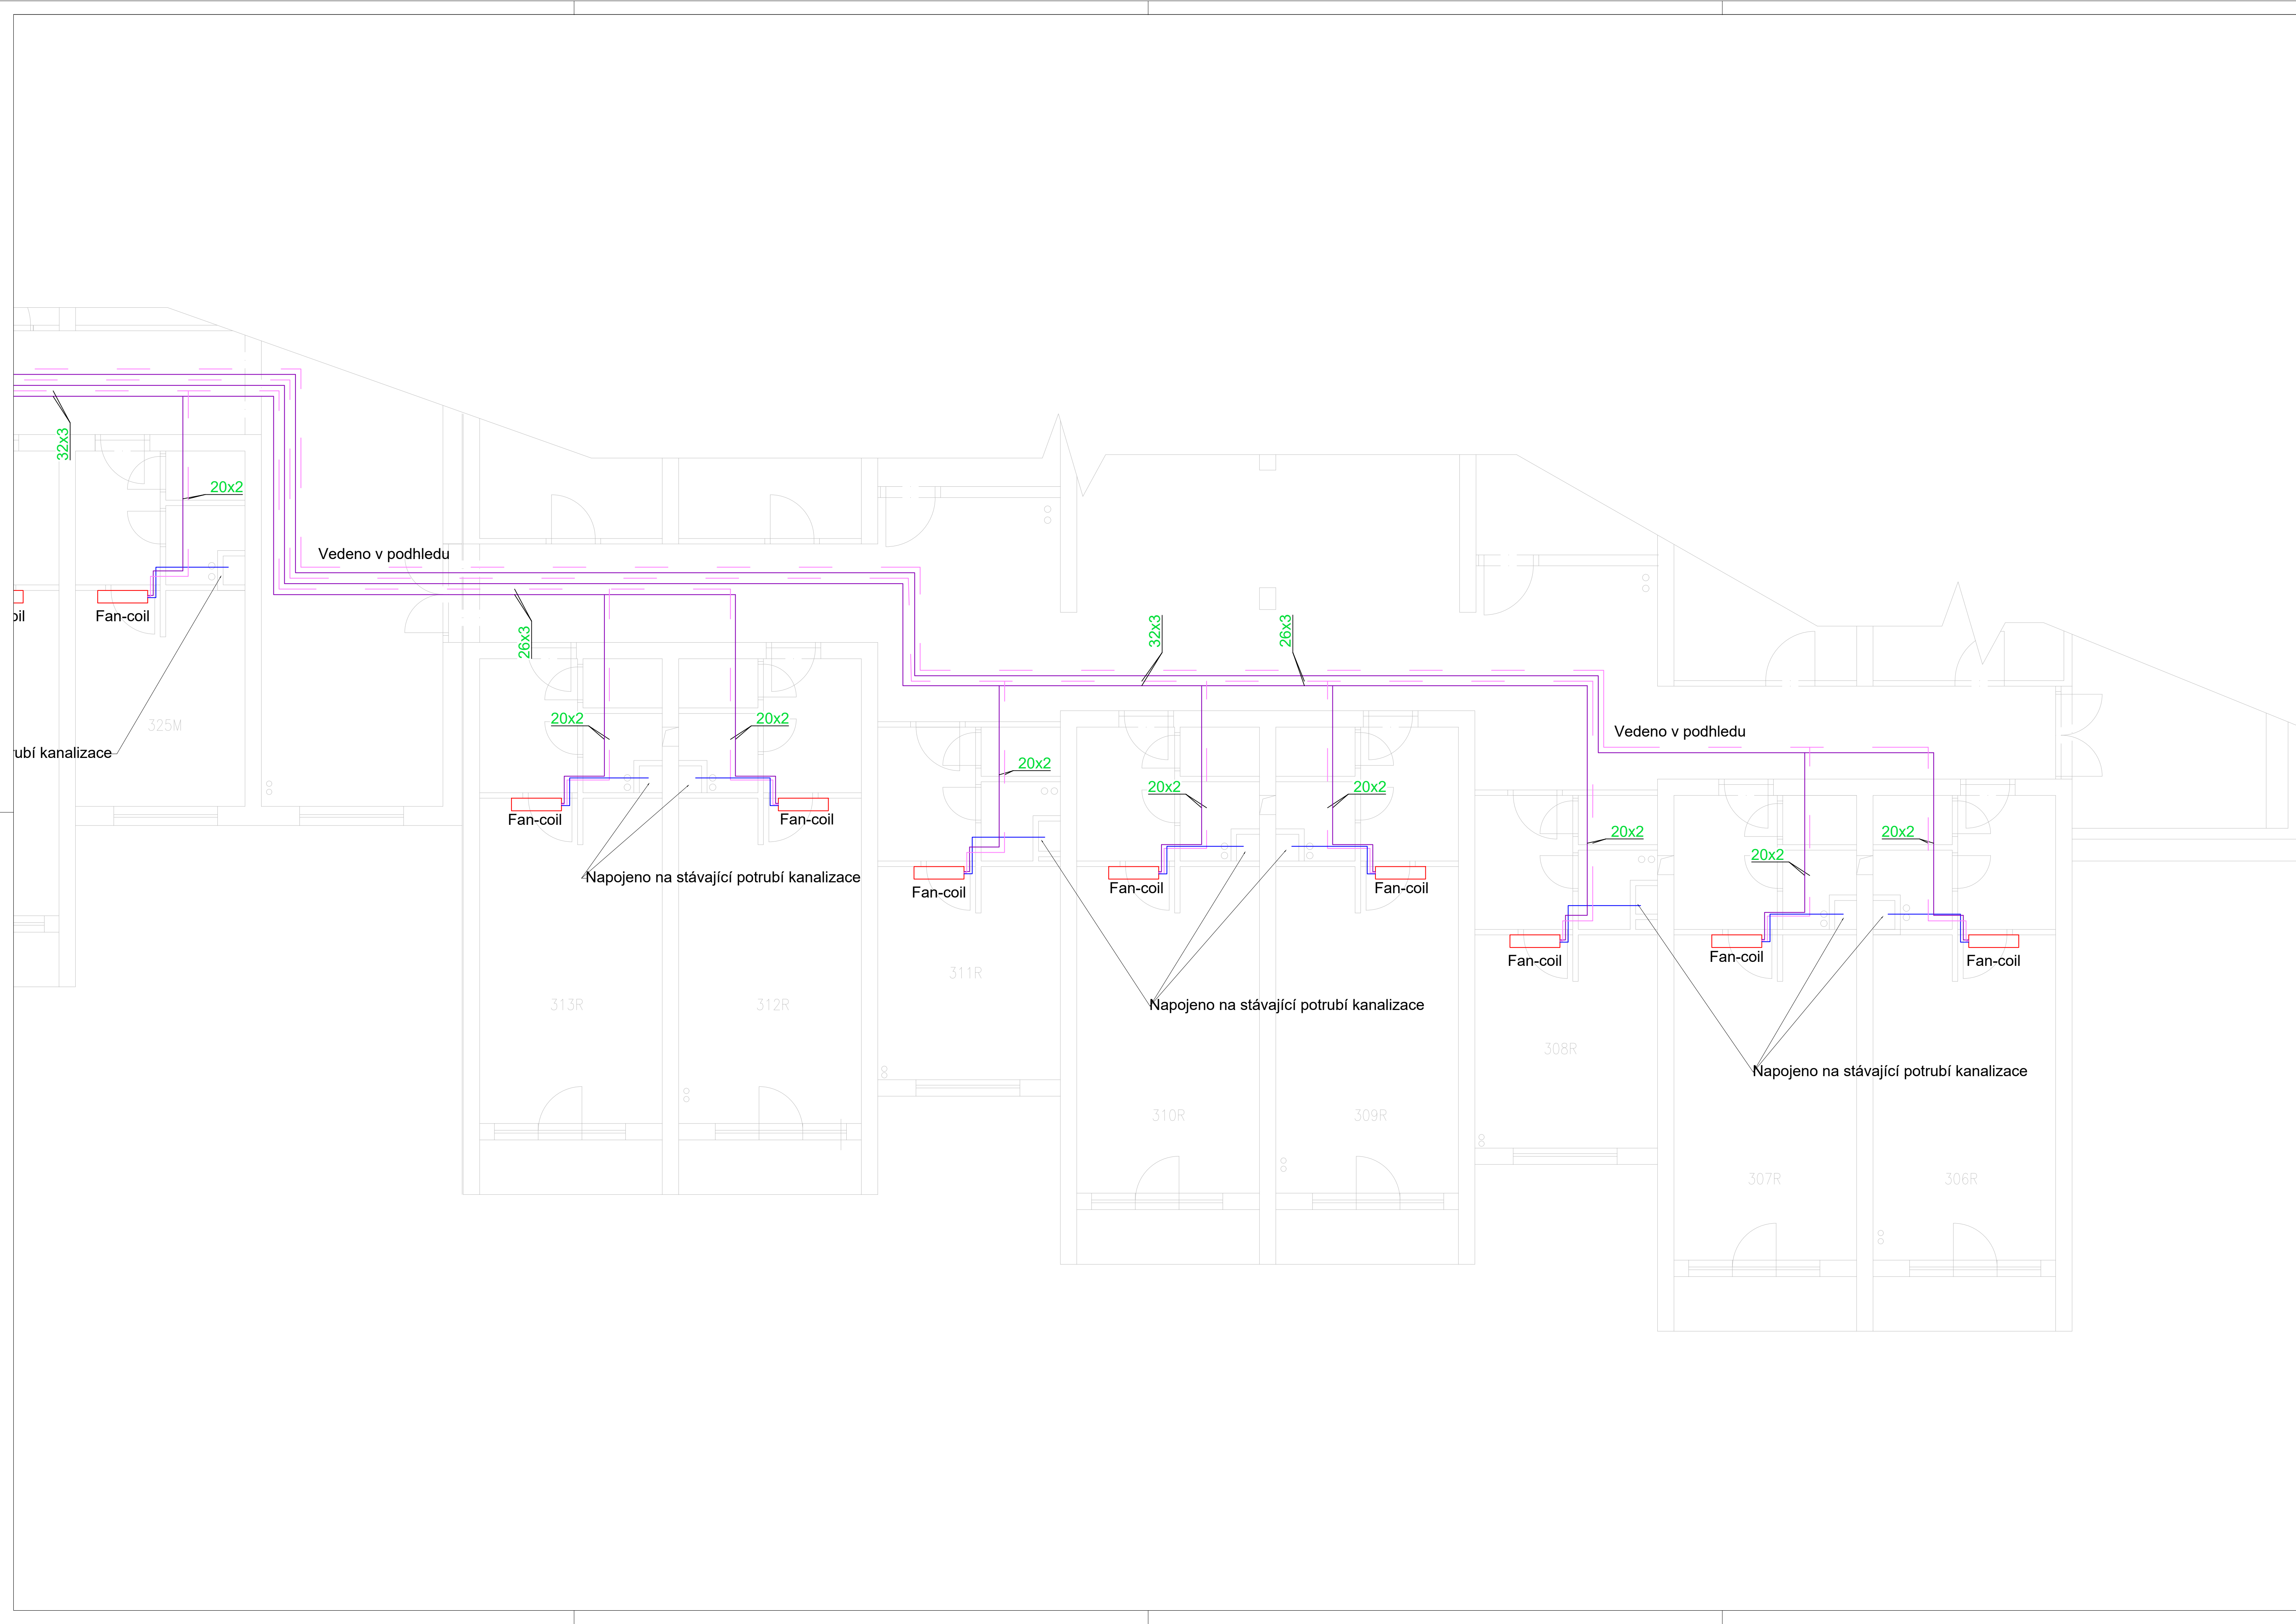 32x3
20x2
Vedeno v podhledu
Fan-coil
oil
26x3
32x3
26x3
325M
rubí kanalizace
20x2
20x2
Vedeno v podhledu
20x2
20x2
20x2
Fan-coil
Fan-coil
20x2
20x2
20x2
Napojeno na stávající potrubí kanalizace
Fan-coil
Fan-coil
Fan-coil
Fan-coil
Fan-coil
Fan-coil
311R
313R
312R
Napojeno na stávající potrubí kanalizace
308R
Napojeno na stávající potrubí kanalizace
310R
309R
307R
306R